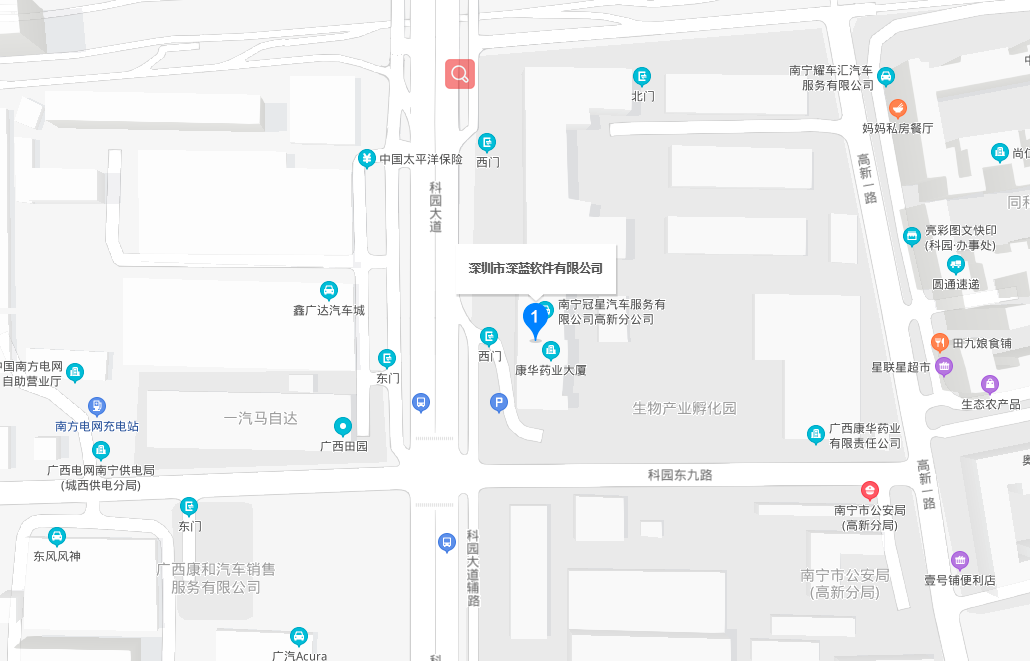 南宁耀车汇汽车
服务有限公司
北门
妈妈私房餐厅
西门
中国太平洋保险
尚仁
高新一路
科园大道
同和
亮彩图文快印
(科园·办事处)
深圳市深蓝软件有限公司
圆通速递
鑫广达汽车城
南宁冠星汽车服务有
限公司高新分公司
1
田九娘食铺
西门
东门
康华药业大厦
中国南方电网
自助营业厅
星联星超市
生态农产品
南方电网充电站
P
生物产业孵化园
一汽马自达
广西田园
广西康华药业
有限责任公司
广西电网南宁供电局
(城西供电分局)
科园东九路
高新一路
南宁市公安局
(高新分局)
东门
科园大道辅路
东风风神
广西康和汽车销售
服务有限公司
南宁市公安局
(高新分局)
壹号铺便利店
广汽Acura
科